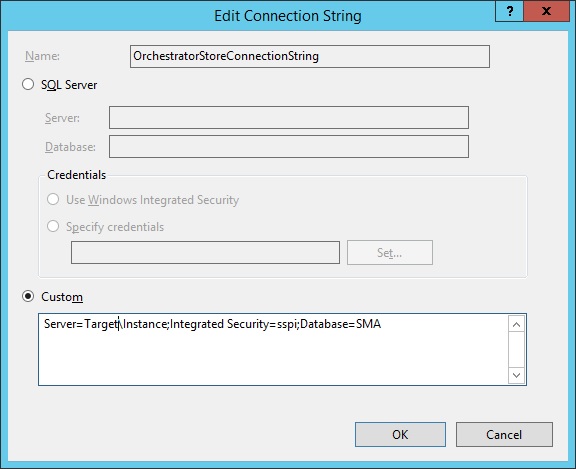 Edit Connection String
?
X
Name:
OrchestratorStoreConnectionString
SQL Server
Server:
Database:
Credentials
Use Windows Integrated Security
Specify credentials
Set...
Custom
Server=Target\Instance;Integrated Security=sspi;Database=SMA
OK
Cancel